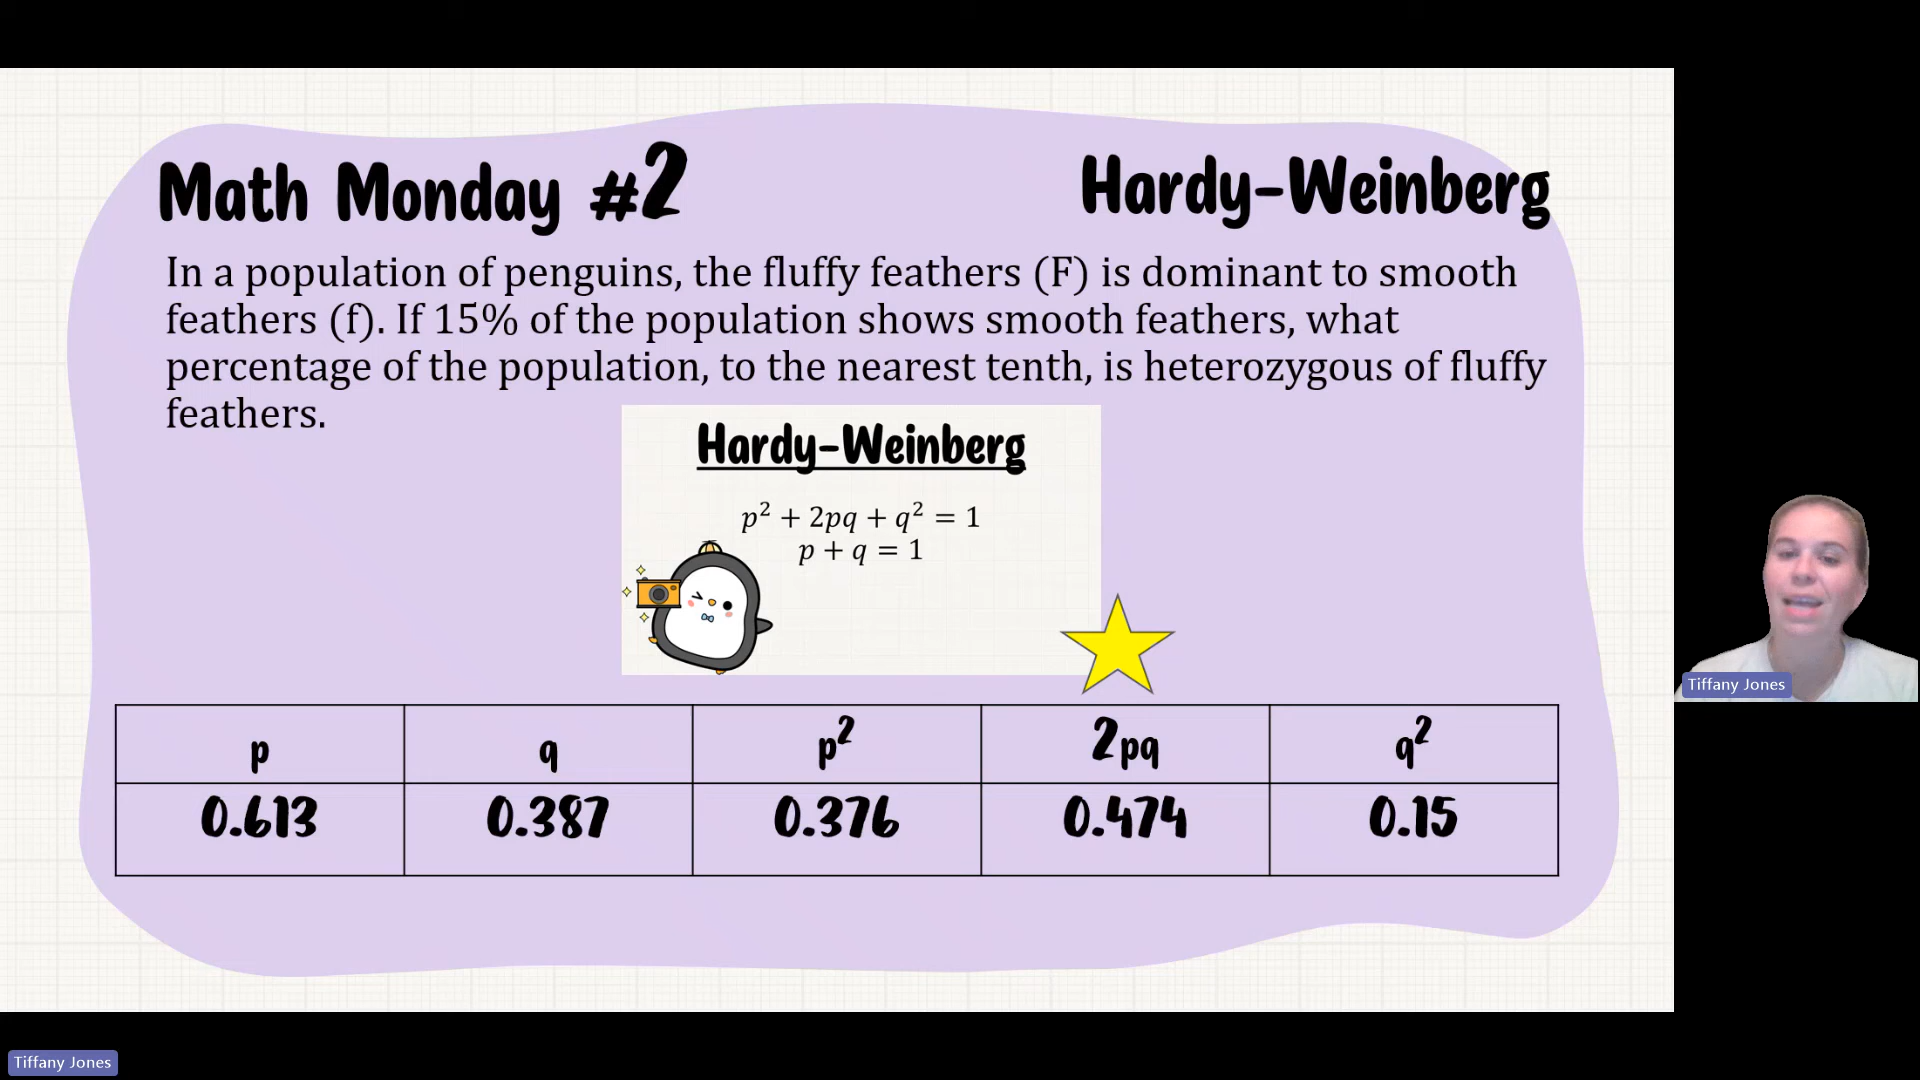 Math Monday #2
Hardy-Weinberg
In a population of penguins, the fluffy feathers (F) is dominant to smooth
feathers (f). If 15% of the population shows smooth feathers, what
percentage of the population, to the nearest tenth, is heterozygous of fluffy
feathers.
Hardy-Weinberg
p² + 2pq + q² = 1
p + q = 1
p q p² 2pq q²
0.613 0.387 0.376 0.474 0.15
Tiffany Jones
Tiffany Jones